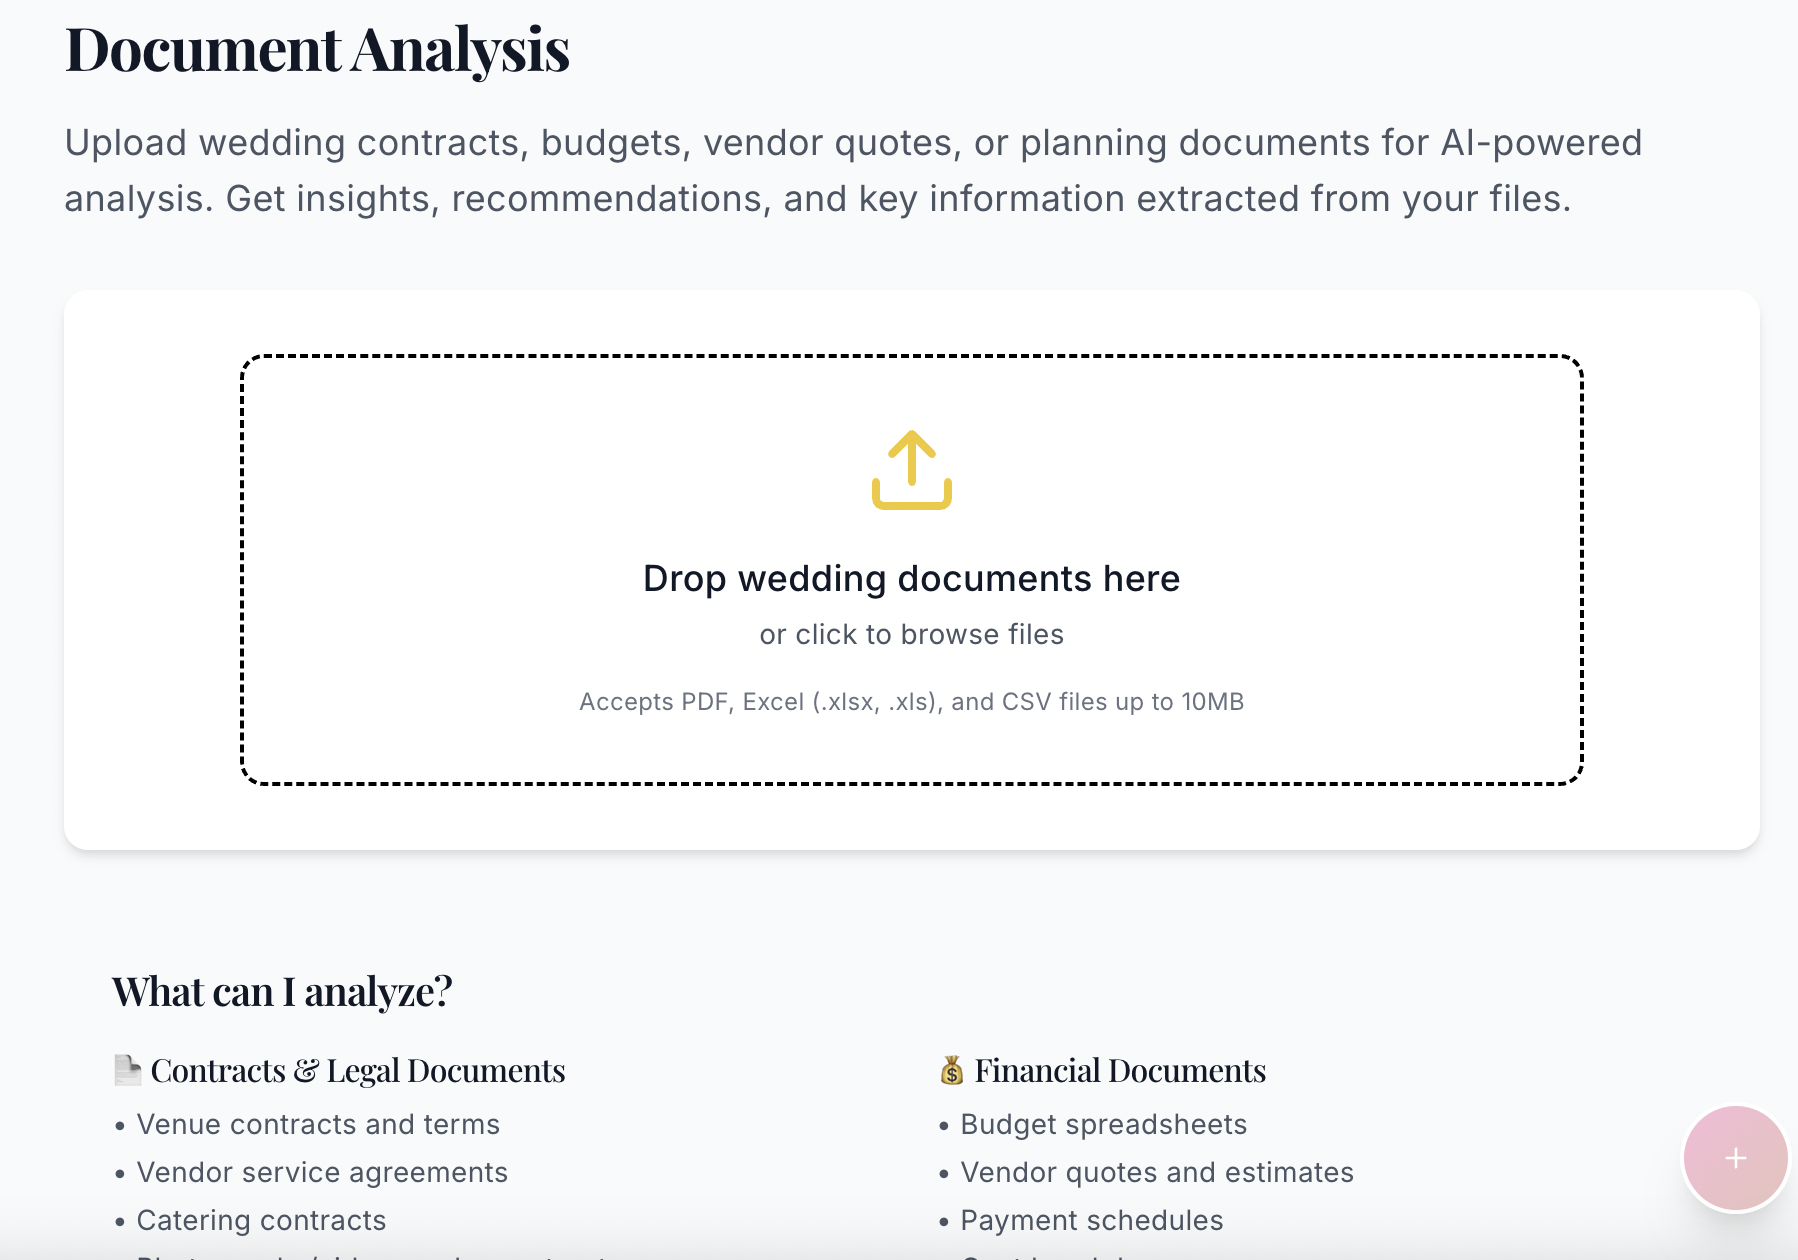 Document Analysis
Upload wedding contracts, budgets, vendor quotes, or planning documents for AI-powered
analysis. Get insights, recommendations, and key information extracted from your files.
Drop wedding documents here
or click to browse files
Accepts PDF, Excel (.xlsx, .xls), and CSV files up to 10MB
What can I analyze?
Contracts & Legal Documents
• Venue contracts and terms
• Vendor service agreements
• Catering contracts
Financial Documents
• Budget spreadsheets
• Vendor quotes and estimates
• Payment schedules